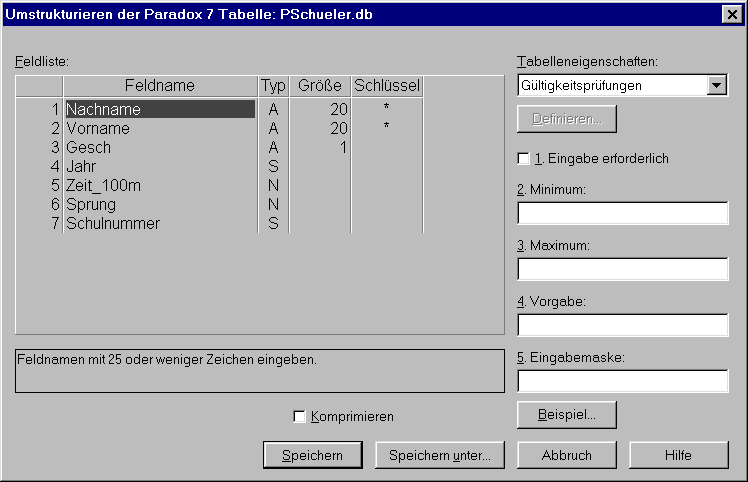 Umstrukturieren der Paradox 7 Tabelle: PSchueler.db
Feldliste:
Feldname Typ Größe Schlüssel
1 Nachname A 20 *
2 Vorname A 20 *
3 Gesch A 1
4 Jahr S
5 Zeit_100m N
6 Sprung N
7 Schulnummer S
Feldnamen mit 25 oder weniger Zeichen eingeben.
Komprimieren
Tabelleneigenschaften:
Gültigkeitsprüfungen
Definieren...
1. Eingabe erforderlich
2. Minimum:
3. Maximum:
4. Vorgabe:
5. Eingabemaske:
Beispiel...
Speichern
Speichern unter...
Abbruch
Hilfe